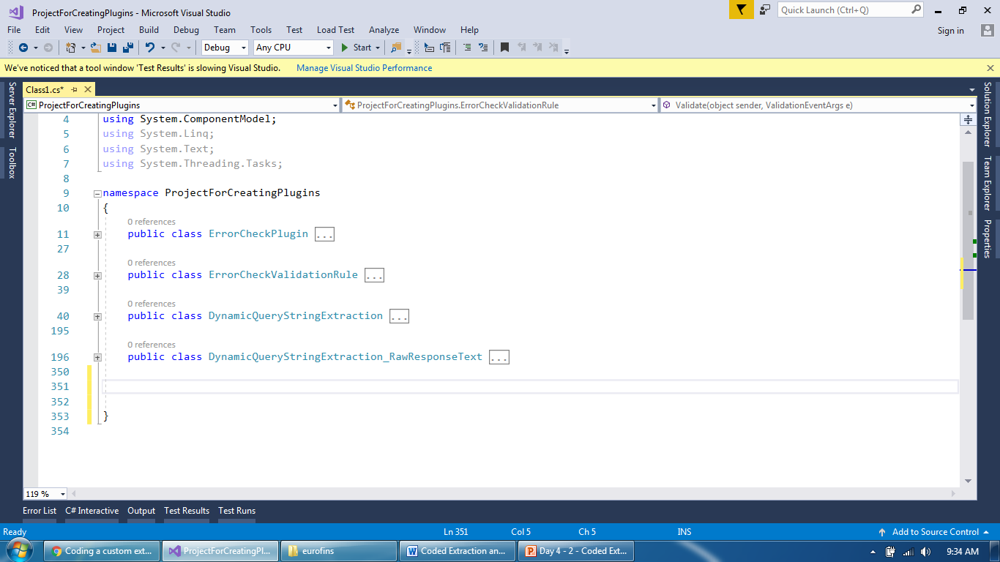 ProjectForCreatingPlugins - Microsoft Visual Studio
Quick Launch (Ctrl+Q)
File Edit View Project Build Debug Team Tools Test Load Test Analyze Window Help
Sign in
Debug Any CPU Start
We've noticed that a tool window 'Test Results' is slowing Visual Studio. Manage Visual Studio Performance
Server Explorer
Toolbox
Class1.cs*
C# ProjectForCreatingPlugins ProjectForCreatingPlugins.ErrorCheckValidationRule Validate(object sender, ValidationEventArgs e)
4 using System.ComponentModel;
5 using System.Linq;
6 using System.Text;
7 using System.Threading.Tasks;
8
9 namespace ProjectForCreatingPlugins
10 {
0 references
11 public class ErrorCheckPlugin ...
27
0 references
28 public class ErrorCheckValidationRule ...
39
0 references
40 public class DynamicQueryStringExtraction ...
195
0 references
196 public class DynamicQueryStringExtraction_RawResponseText ...
350
351
352
353 }
354
Solution Explorer
Team Explorer
Properties
119 %
Error List C# Interactive Output Test Results Test Runs
Ready Ln 351 Col 5 Ch 5 INS Add to Source Control
Coding a custom ext... ProjectForCreatingPl... eurofins Coded Extraction an... Day 4 - 2 - Coded Ext... 9:34 AM